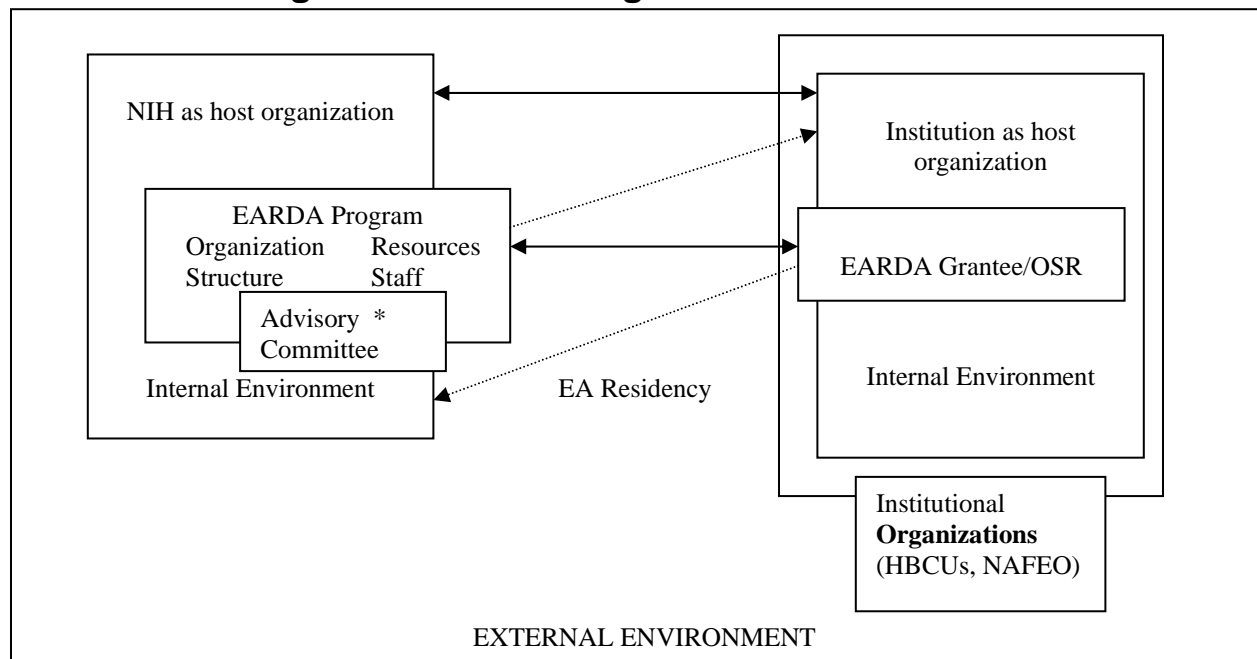 NIH as host organization
EARDA Program
Organization Resources
Structure Staff
Advisory *
Committee
Internal Environment
EA Residency
Institution as host
organization
EARDA Grantee/OSR
Internal Environment
Institutional
Organizations
(HBCUs, NAFEO)
EXTERNAL ENVIRONMENT